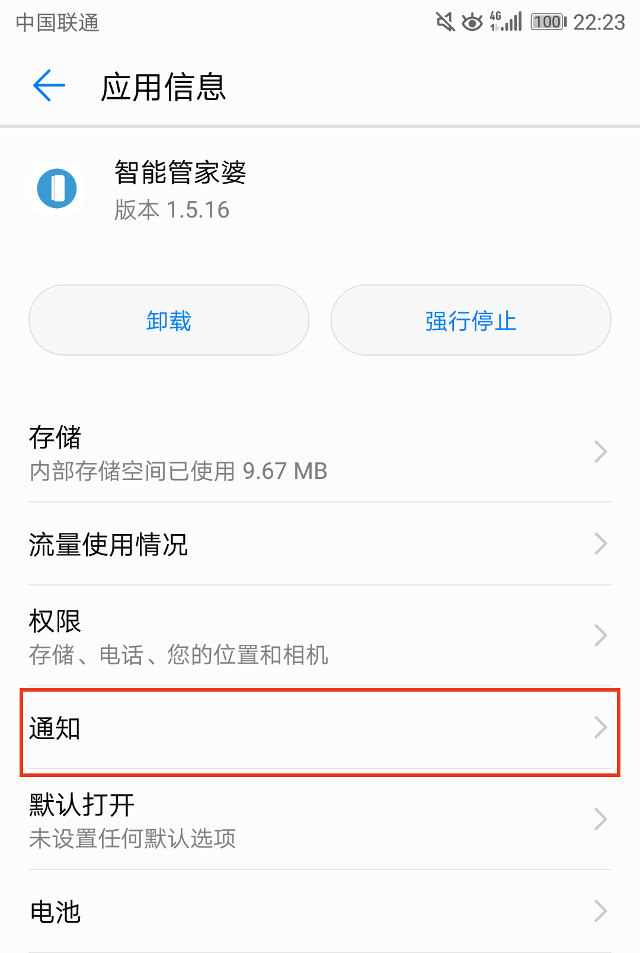 中国联通 4G 100 22:23
应用信息
智能管家婆
版本 1.5.16
卸载 强行停止
存储
内部存储空间已使用 9.67 MB
流量使用情况
权限
存储、电话、您的位置和相机
通知
默认打开
未设置任何默认选项
电池